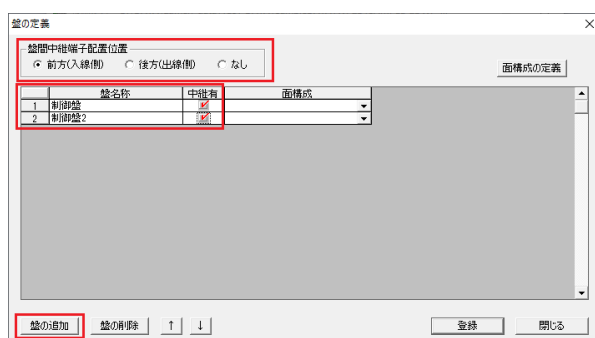 盤の定義
盤間中継端子配置位置
前方(入線側) 後方(出線側) なし
面構成の定義
盤名称 中継有 面構成
1 制御盤
2 制御盤2
盤の追加 盤の削除 ↑ ↓ 登録 閉じる